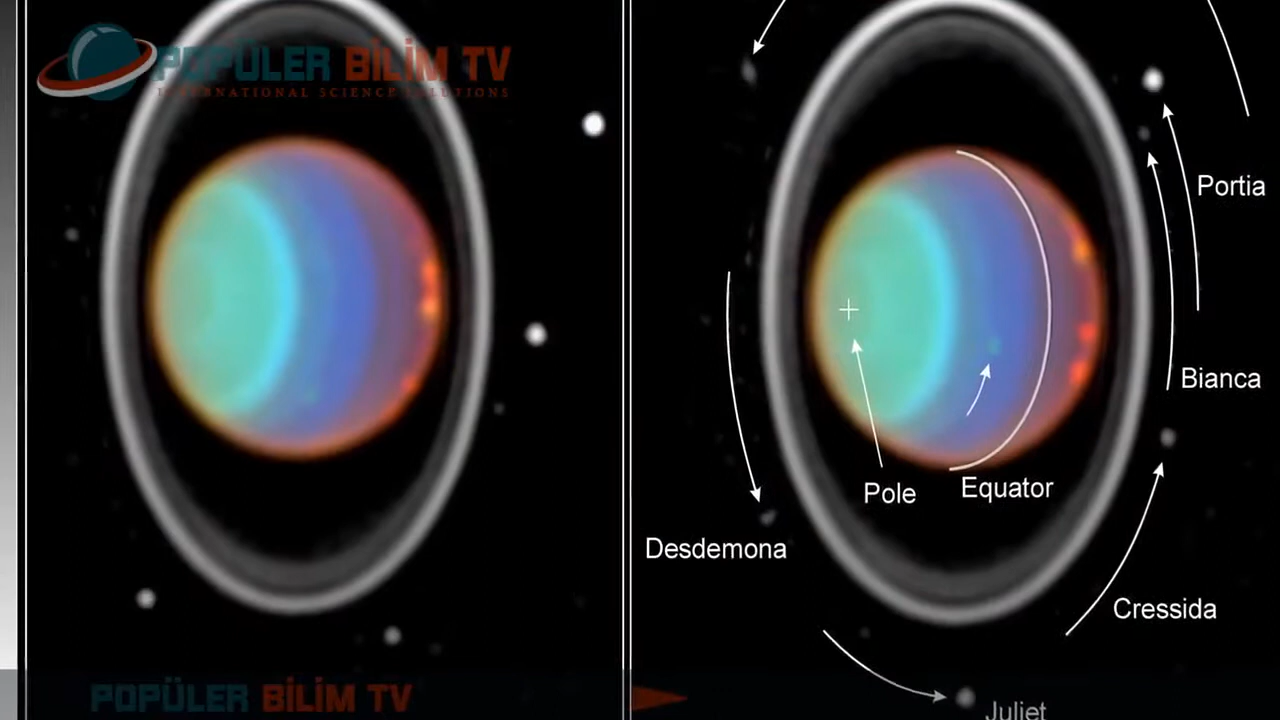 POPÜLER BİLİM TV
INTERNATIONAL SCIENCE SOLUTIONS
Portia
Bianca
Pole
Equator
Desdemona
Cressida
Juliet
POPÜLER BİLİM TV